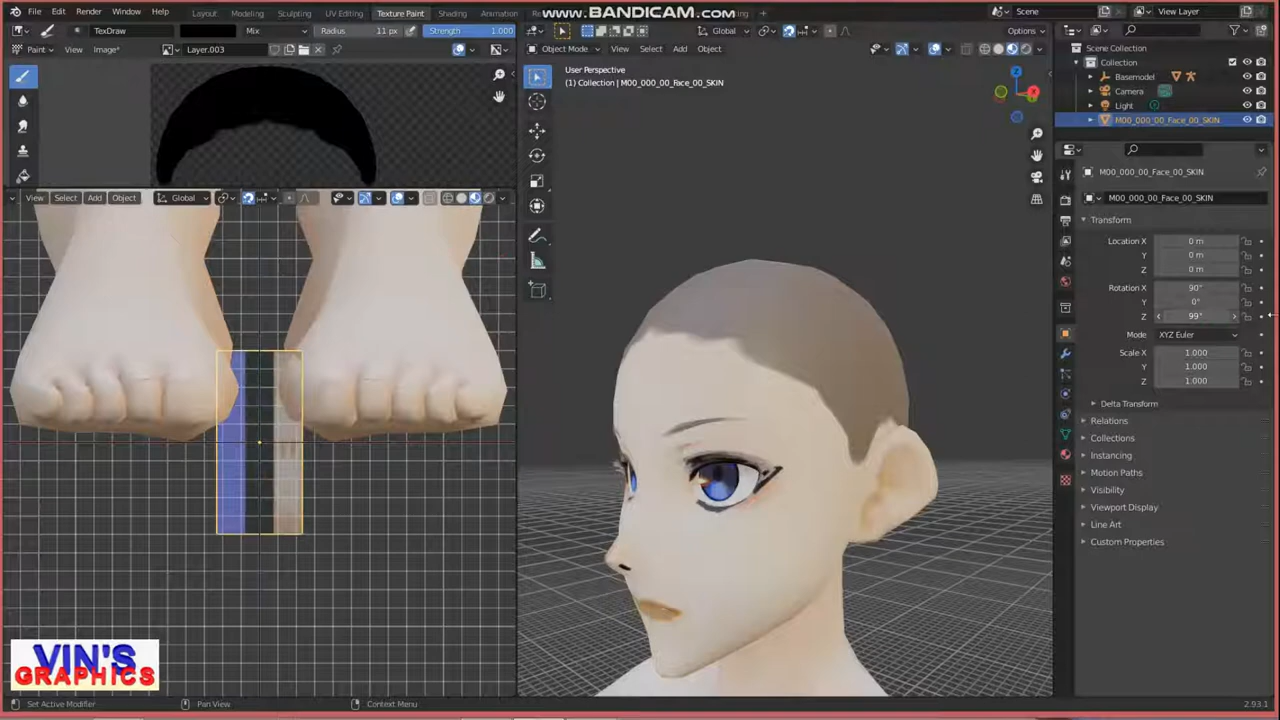 File Edit Render Window Help Layout Modeling Sculpting UV Editing Texture Paint Shading Animation
www.BANDICAM.com
Scene View Layer
TexDraw Mix Radius 11 px Strength 1.000
Global Options
Paint View Image* Layer.003
Object Mode View Select Add Object
Scene Collection
Collection
Basemodel
Camera
Light
M00_000_00_Face_00_SKIN
User Perspective
(1) Collection | M00_000_00_Face_00_SKIN
View Select Add Object Global
M00_000_00_Face_00_SKIN
M00_000_00_Face_00_SKIN
Transform
Location X 0 m
Y 0 m
Z 0 m
Rotation X 90°
Y 0°
Z 99°
Mode XYZ Euler
Scale X 1.000
Y 1.000
Z 1.000
Delta Transform
Relations
Collections
Instancing
Motion Paths
Visibility
Viewport Display
Line Art
Custom Properties
VIN'S
GRAPHICS
Set Active Modifier Pan View Context Menu 2.93.1